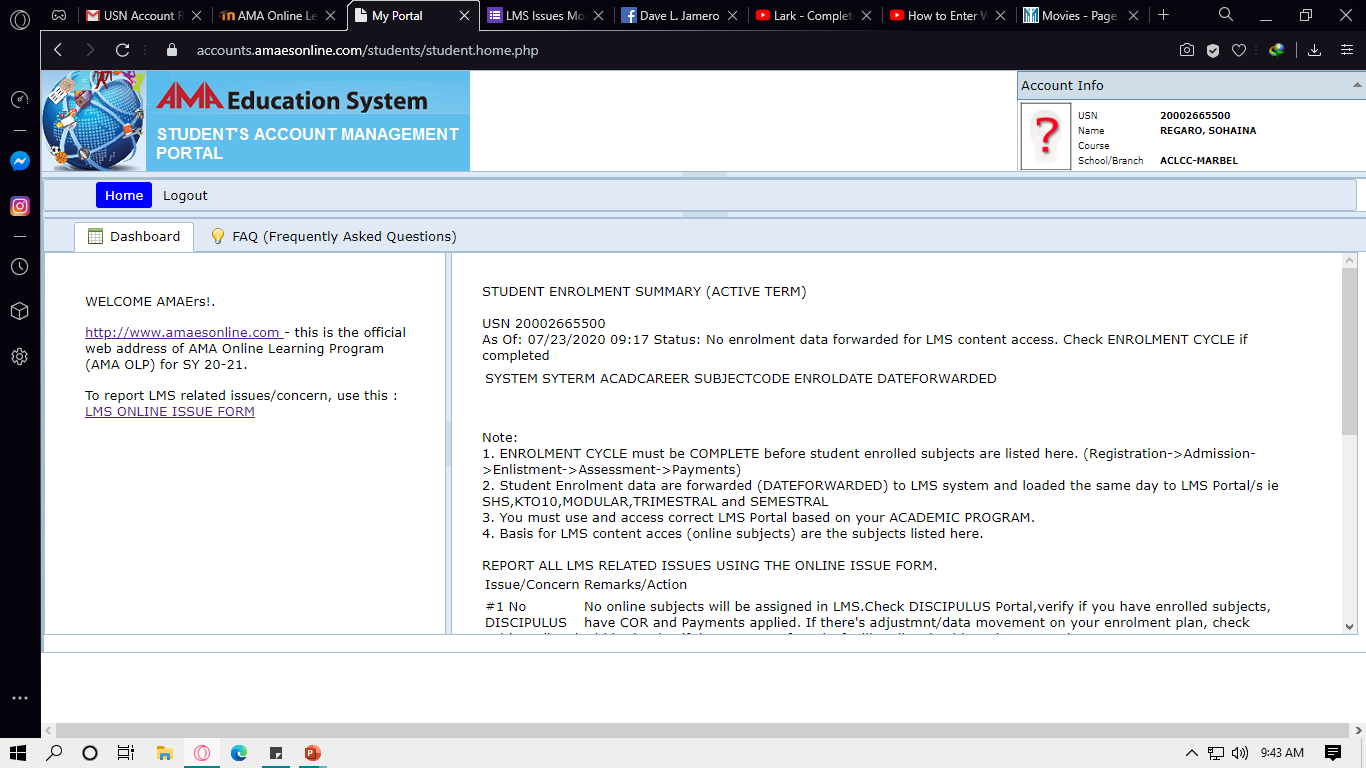 USN Account R
AMA Online Le
My Portal
LMS Issues Mo
Dave L. Jamero
Lark - Complet
How to Enter W
Movies - Page
accounts.amaesonline.com/students/student.home.php
AMA Education System
STUDENT'S ACCOUNT MANAGEMENT
PORTAL
Account Info
USN 20002665500
Name REGARO, SOHAINA
Course
School/Branch ACLCC-MARBEL
Home Logout
Dashboard FAQ (Frequently Asked Questions)
WELCOME AMAErs!.
http://www.amaesonline.com - this is the official
web address of AMA Online Learning Program
(AMA OLP) for SY 20-21.
To report LMS related issues/concern, use this :
LMS ONLINE ISSUE FORM
STUDENT ENROLMENT SUMMARY (ACTIVE TERM)
USN 20002665500
As Of: 07/23/2020 09:17 Status: No enrolment data forwarded for LMS content access. Check ENROLMENT CYCLE if
completed
SYSTEM SYTERM ACADCAREER SUBJECTCODE ENROLDATE DATEFORWARDED
Note:
1. ENROLMENT CYCLE must be COMPLETE before student enrolled subjects are listed here. (Registration->Admission-
>Enlistment->Assessment->Payments)
2. Student Enrolment data are forwarded (DATEFORWARDED) to LMS system and loaded the same day to LMS Portal/s ie
SHS,KTO10,MODULAR,TRIMESTRAL and SEMESTRAL
3. You must use and access correct LMS Portal based on your ACADEMIC PROGRAM.
4. Basis for LMS content acces (online subjects) are the subjects listed here.
REPORT ALL LMS RELATED ISSUES USING THE ONLINE ISSUE FORM.
Issue/Concern Remarks/Action
#1 No No online subjects will be assigned in LMS.Check DISCIPULUS Portal,verify if you have enrolled subjects,
DISCIPULUS have COR and Payments applied. If there's adjustmnt/data movement on your enrolment plan, check
9:43 AM